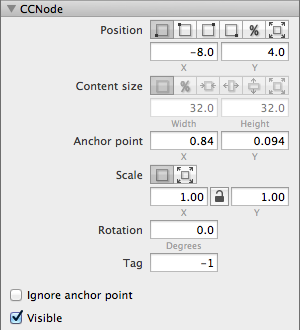 CCNode
Position
%
-8.0 4.0
X Y
Content size
%
32.0 32.0
Width Height
Anchor point 0.84 0.094
X Y
Scale
1.00 1.00
X Y
Rotation 0.0
Degrees
Tag -1
Ignore anchor point
Visible